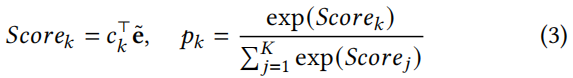 Score_k = c_k^⊤ ẽ, p_k = exp(Score_k) / ∑_{j=1}^{K} exp(Score_j) (3)